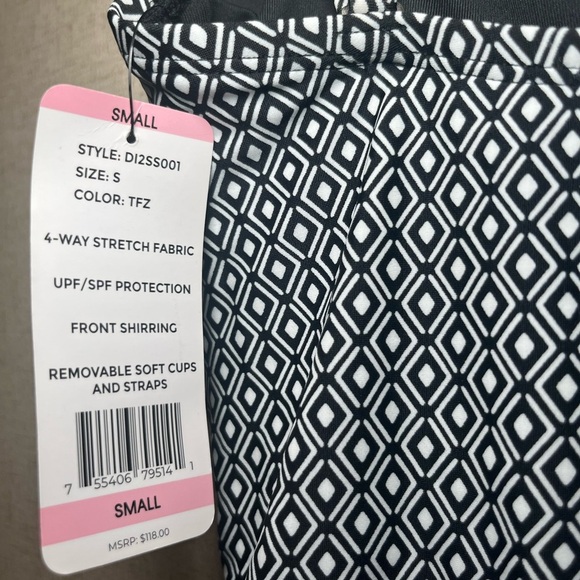 SMALL
STYLE: DI2SS001
SIZE: S
COLOR: TFZ
4-WAY STRETCH FABRIC
UPF/SPF PROTECTION
FRONT SHIRRING
REMOVABLE SOFT CUPS
AND STRAPS
7 55406 79514 1
SMALL
MSRP: $118.00